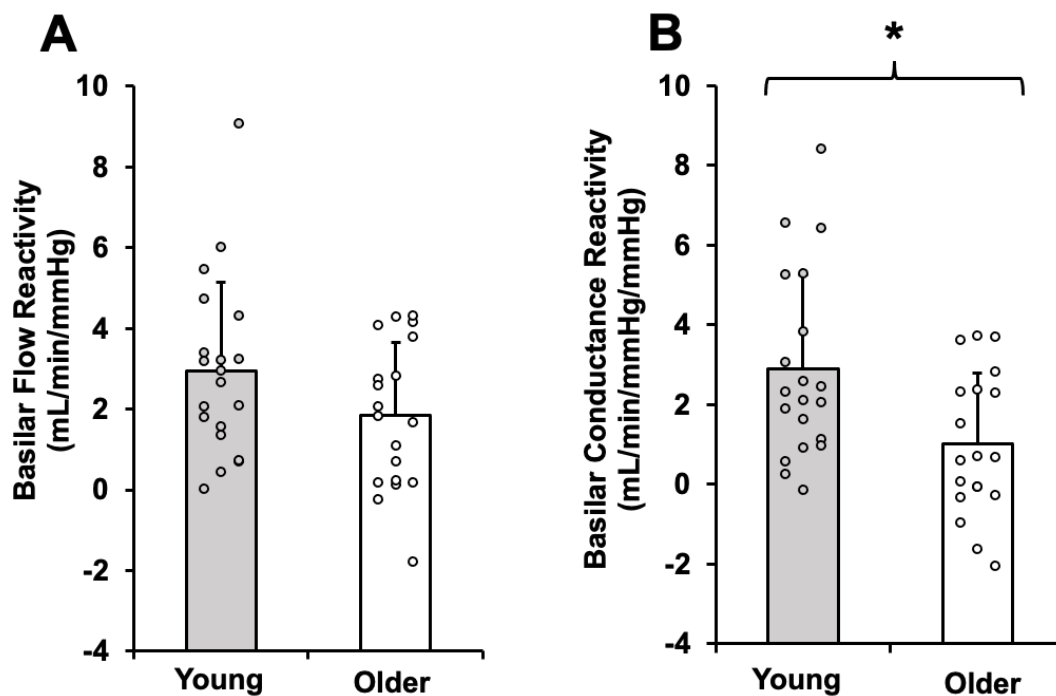 A
Basilar Flow Reactivity
(mL/min/mmHg)
10
8
6
4
2
0
-2
-4
Young
Older
B
*
Basilar Conductance Reactivity
(mL/min/mmHg/mmHg)
10
8
6
4
2
0
-2
-4
Young
Older